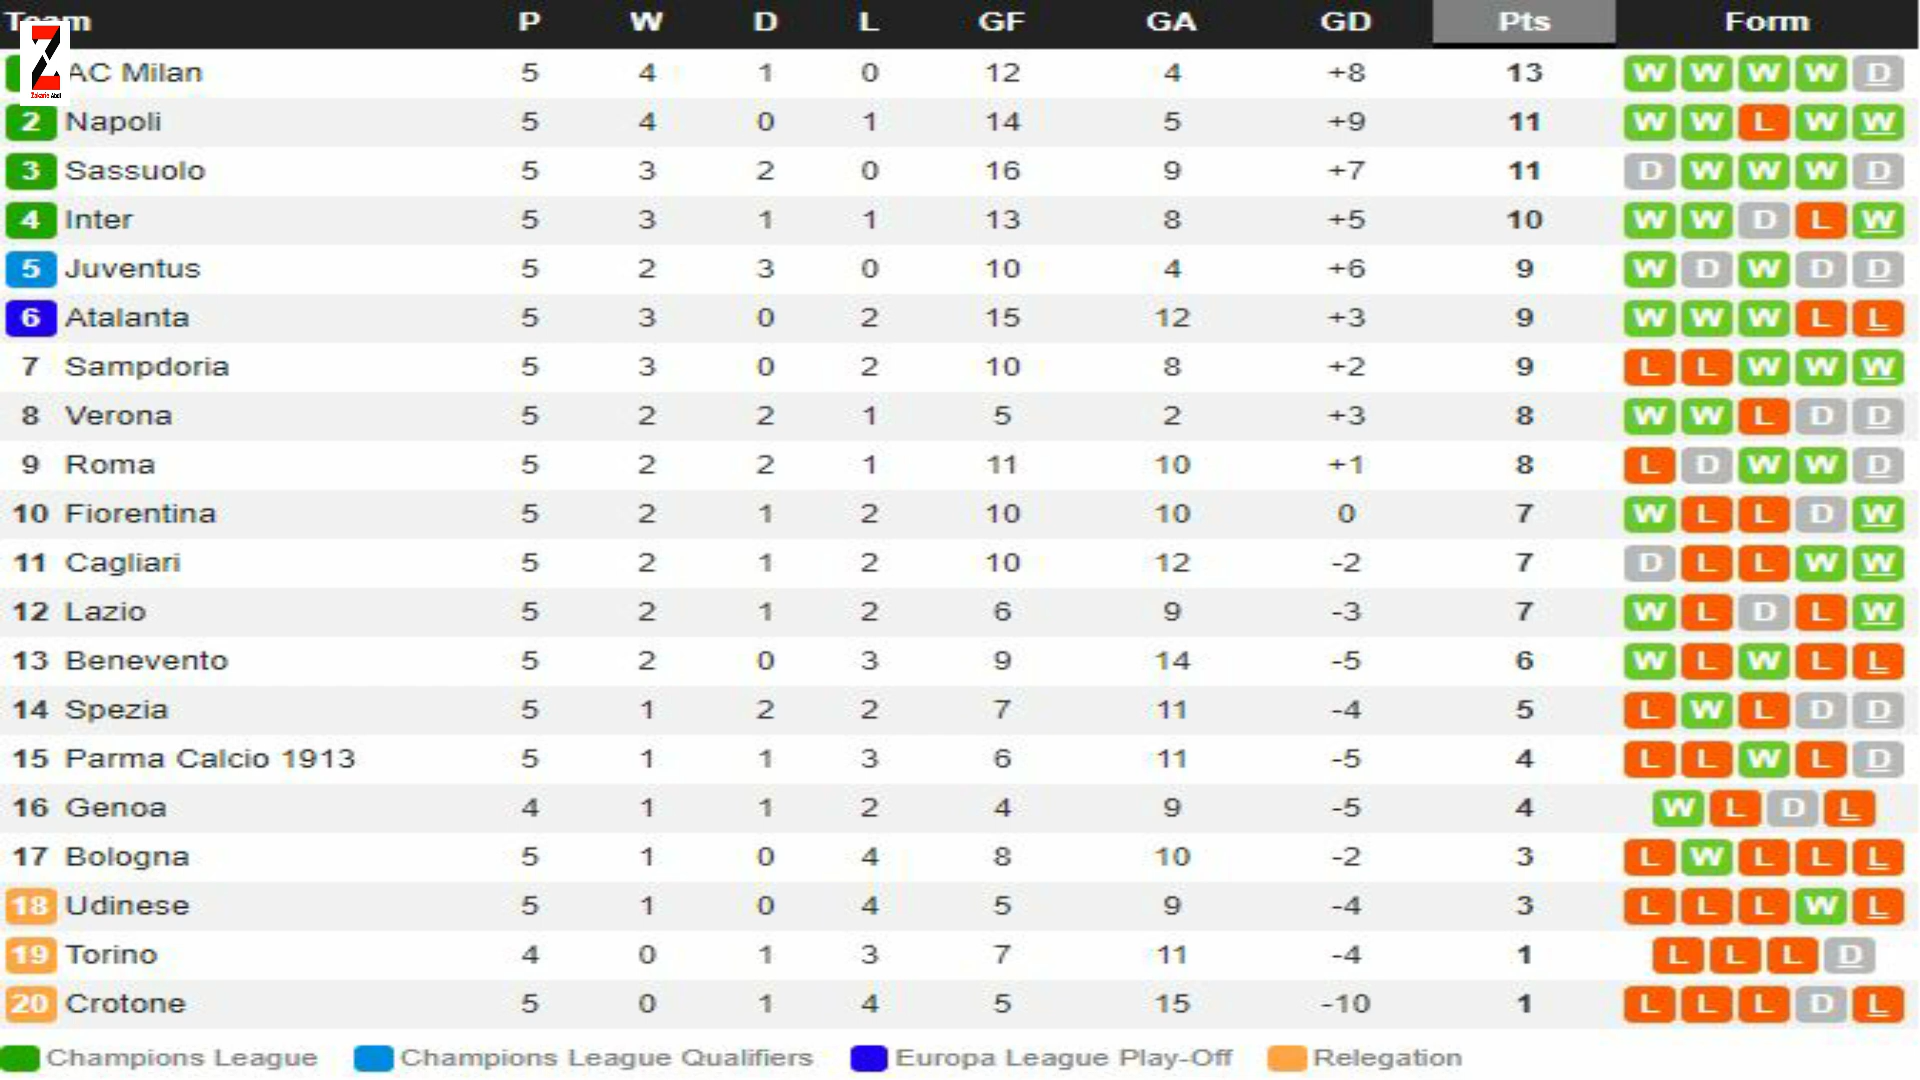 Team P W D L GF GA GD Pts Form
AC Milan 5 4 1 0 12 4 +8 13 W W W W D
2 Napoli 5 4 0 1 14 5 +9 11 W W L W W
3 Sassuolo 5 3 2 0 16 9 +7 11 D W W W D
4 Inter 5 3 1 1 13 8 +5 10 W W D L W
5 Juventus 5 2 3 0 10 4 +6 9 W D W D D
6 Atalanta 5 3 0 2 15 12 +3 9 W W W L L
7 Sampdoria 5 3 0 2 10 8 +2 9 L L W W W
8 Verona 5 2 2 1 5 2 +3 8 W W L D D
9 Roma 5 2 2 1 11 10 +1 8 L D W W D
10 Fiorentina 5 2 1 2 10 10 0 7 W L L D W
11 Cagliari 5 2 1 2 10 12 -2 7 D L L W W
12 Lazio 5 2 1 2 6 9 -3 7 W L D L W
13 Benevento 5 2 0 3 9 14 -5 6 W L W L L
14 Spezia 5 1 2 2 7 11 -4 5 L W L D D
15 Parma Calcio 1913 5 1 1 3 6 11 -5 4 L L W L D
16 Genoa 4 1 1 2 4 9 -5 4 W L D L
17 Bologna 5 1 0 4 8 10 -2 3 L W L L L
18 Udinese 5 1 0 4 5 9 -4 3 L L L W L
19 Torino 4 0 1 3 7 11 -4 1 L L L D
20 Crotone 5 0 1 4 5 15 -10 1 L L L D L
Champions League Champions League Qualifiers Europa League Play-Off Relegation